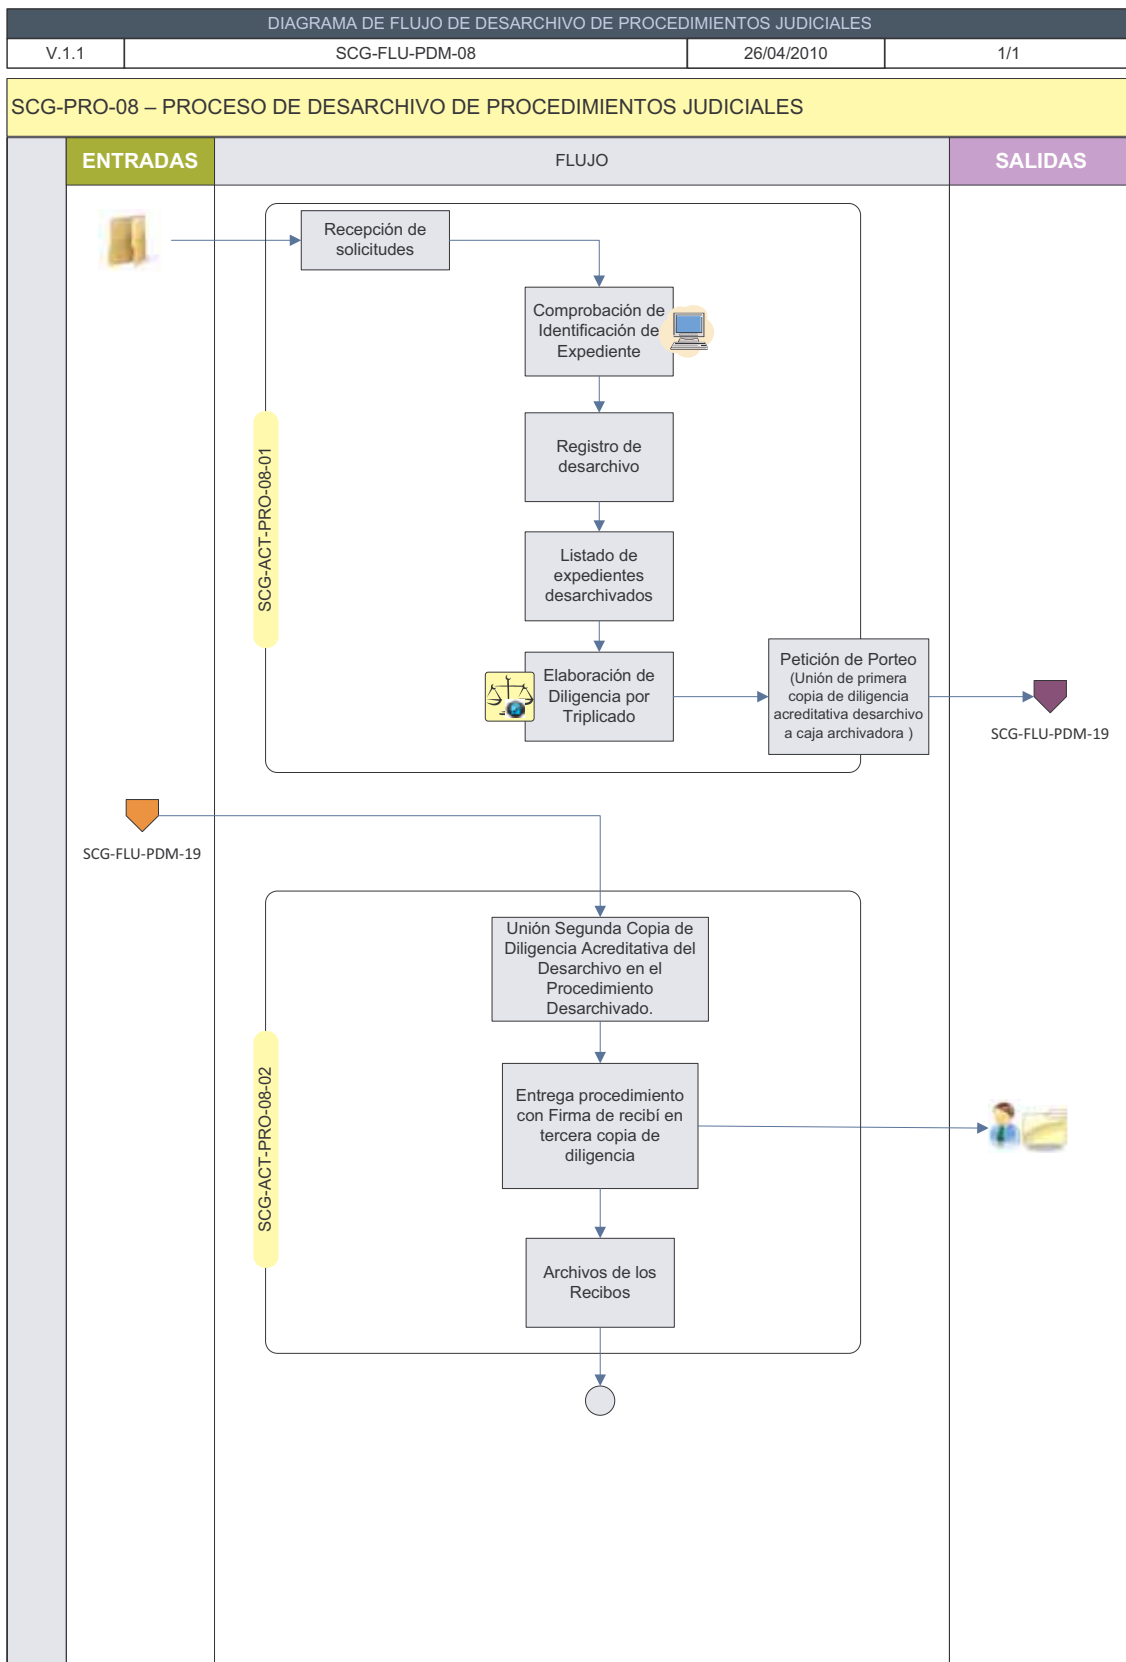 DIAGRAMA DE FLUJO DE DESARCHIVO DE PROCEDIMIENTOS JUDICIALES
V.1.1
SCG-FLU-PDM-08
26/04/2010
1/1
SCG-PRO-08 – PROCESO DE DESARCHIVO DE PROCEDIMIENTOS JUDICIALES
ENTRADAS
FLUJO
SALIDAS
Recepción de
solicitudes
Comprobación de
Identificación de
Expediente
Registro de
desarchivo
SCG-ACT-PRO-08-01
Listado de
expedientes
desarchivados
Elaboración de
Diligencia por
Triplicado
Petición de Porteo
(Unión de primera
copia de diligencia
acreditativa desarchivo
a caja archivadora )
SCG-FLU-PDM-19
SCG-FLU-PDM-19
Unión Segunda Copia de
Diligencia Acreditativa del
Desarchivo en el
Procedimiento
Desarchivado.
SCG-ACT-PRO-08-02
Entrega procedimiento
con Firma de recibí en
tercera copia de
diligencia
Archivos de los
Recibos